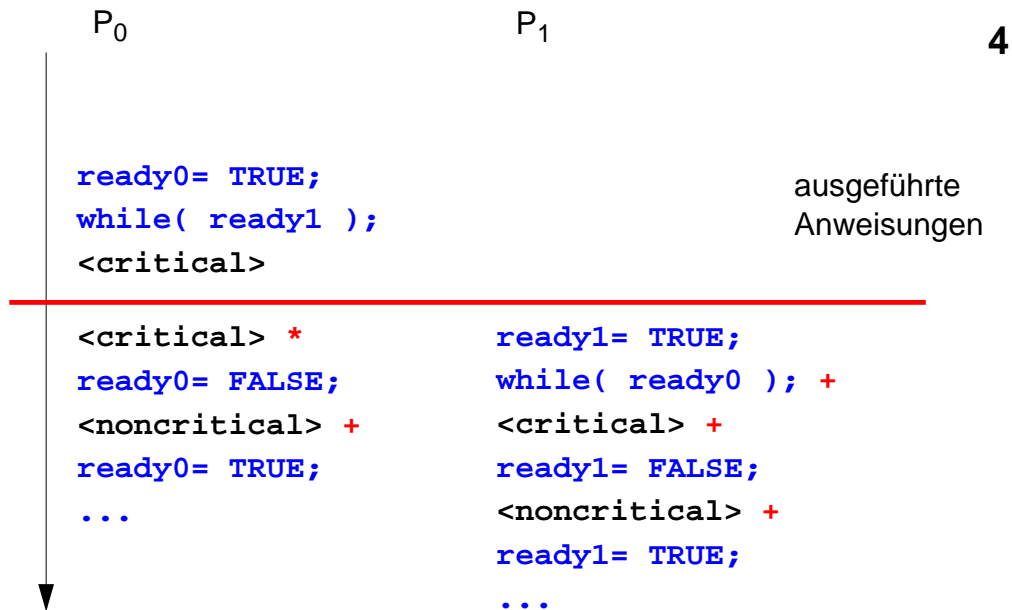 P0
P1
4
ready0= TRUE;
while( ready1 );
<critical>
ausgeführte
Anweisungen
<critical> *
ready0= FALSE;
<noncritical> +
ready0= TRUE;
...
ready1= TRUE;
while( ready0 ); +
<critical> +
ready1= FALSE;
<noncritical> +
ready1= TRUE;
...